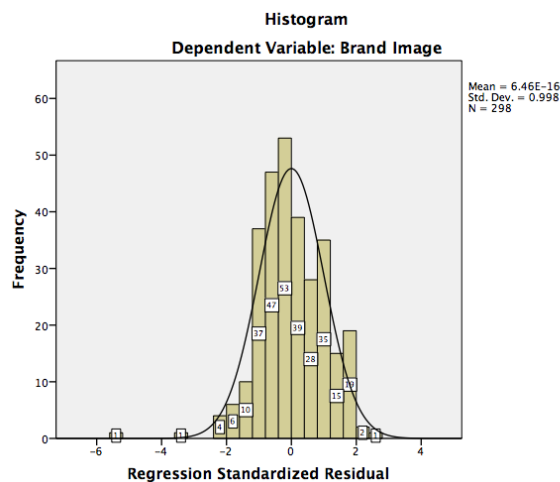 Histogram
Dependent Variable: Brand Image
Mean = 6.46E-16
Std. Dev. = 0.998
N = 298
Frequency
60
50
40
30
20
10
0
53
47
39
37
35
28
19
15
10
6
4
2
1
1
1
-6 -4 -2 0 2 4
Regression Standardized Residual